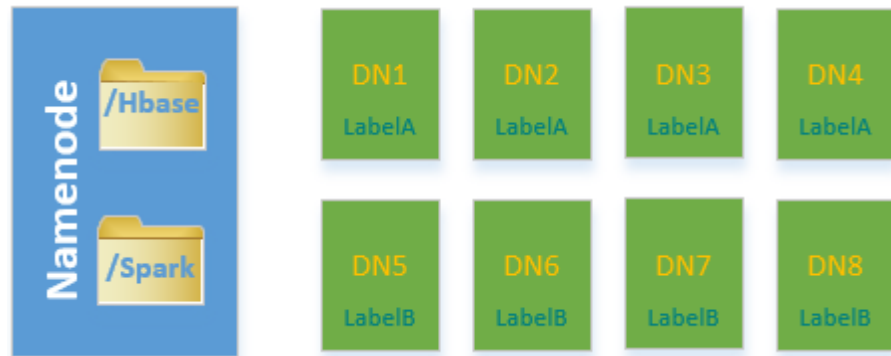 Namenode
/Hbase
/Spark
DN1
LabelA
DN2
LabelA
DN3
LabelA
DN4
LabelA
DN5
LabelB
DN6
LabelB
DN7
LabelB
DN8
LabelB